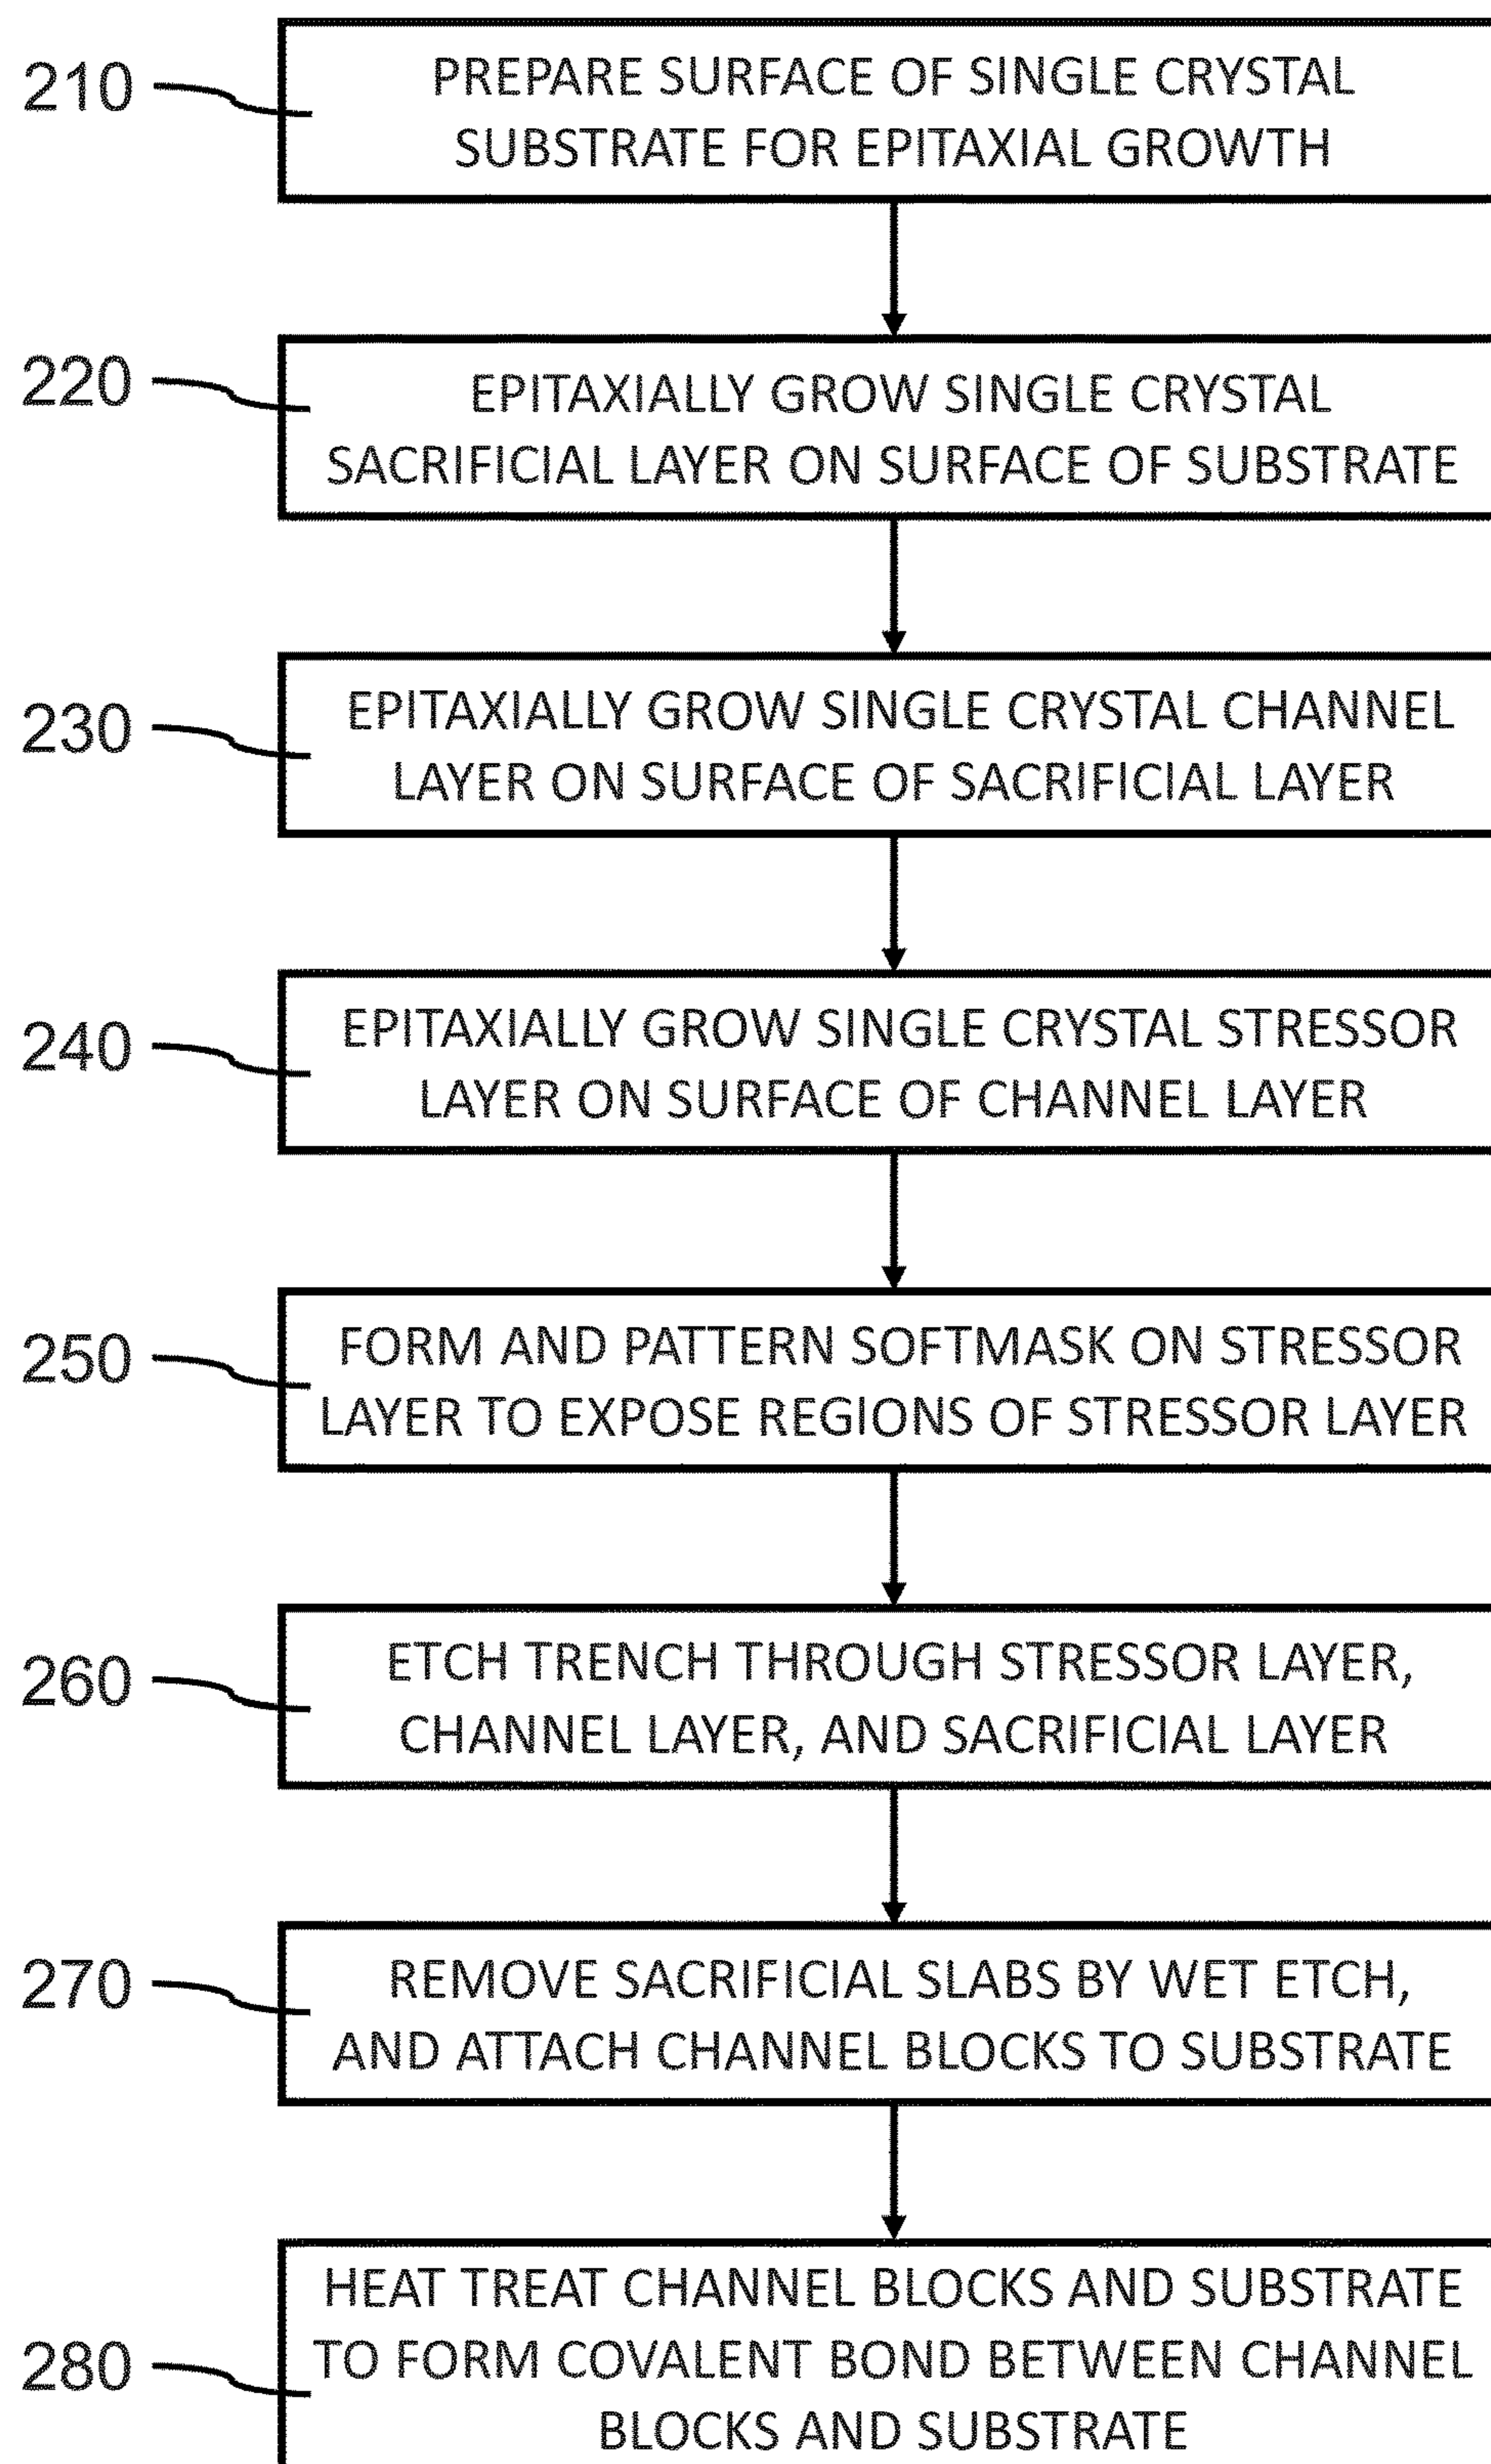 210
PREPARE SURFACE OF SINGLE CRYSTAL
SUBSTRATE FOR EPITAXIAL GROWTH
220
EPITAXIALLY GROW SINGLE CRYSTAL
SACRIFICIAL LAYER ON SURFACE OF SUBSTRATE
230
EPITAXIALLY GROW SINGLE CRYSTAL CHANNEL
LAYER ON SURFACE OF SACRIFICIAL LAYER
240
EPITAXIALLY GROW SINGLE CRYSTAL STRESSOR
LAYER ON SURFACE OF CHANNEL LAYER
250
FORM AND PATTERN SOFTMASK ON STRESSOR
LAYER TO EXPOSE REGIONS OF STRESSOR LAYER
260
ETCH TRENCH THROUGH STRESSOR LAYER,
CHANNEL LAYER, AND SACRIFICIAL LAYER
270
REMOVE SACRIFICIAL SLABS BY WET ETCH,
AND ATTACH CHANNEL BLOCKS TO SUBSTRATE
280
HEAT TREAT CHANNEL BLOCKS AND SUBSTRATE
TO FORM COVALENT BOND BETWEEN CHANNEL
BLOCKS AND SUBSTRATE